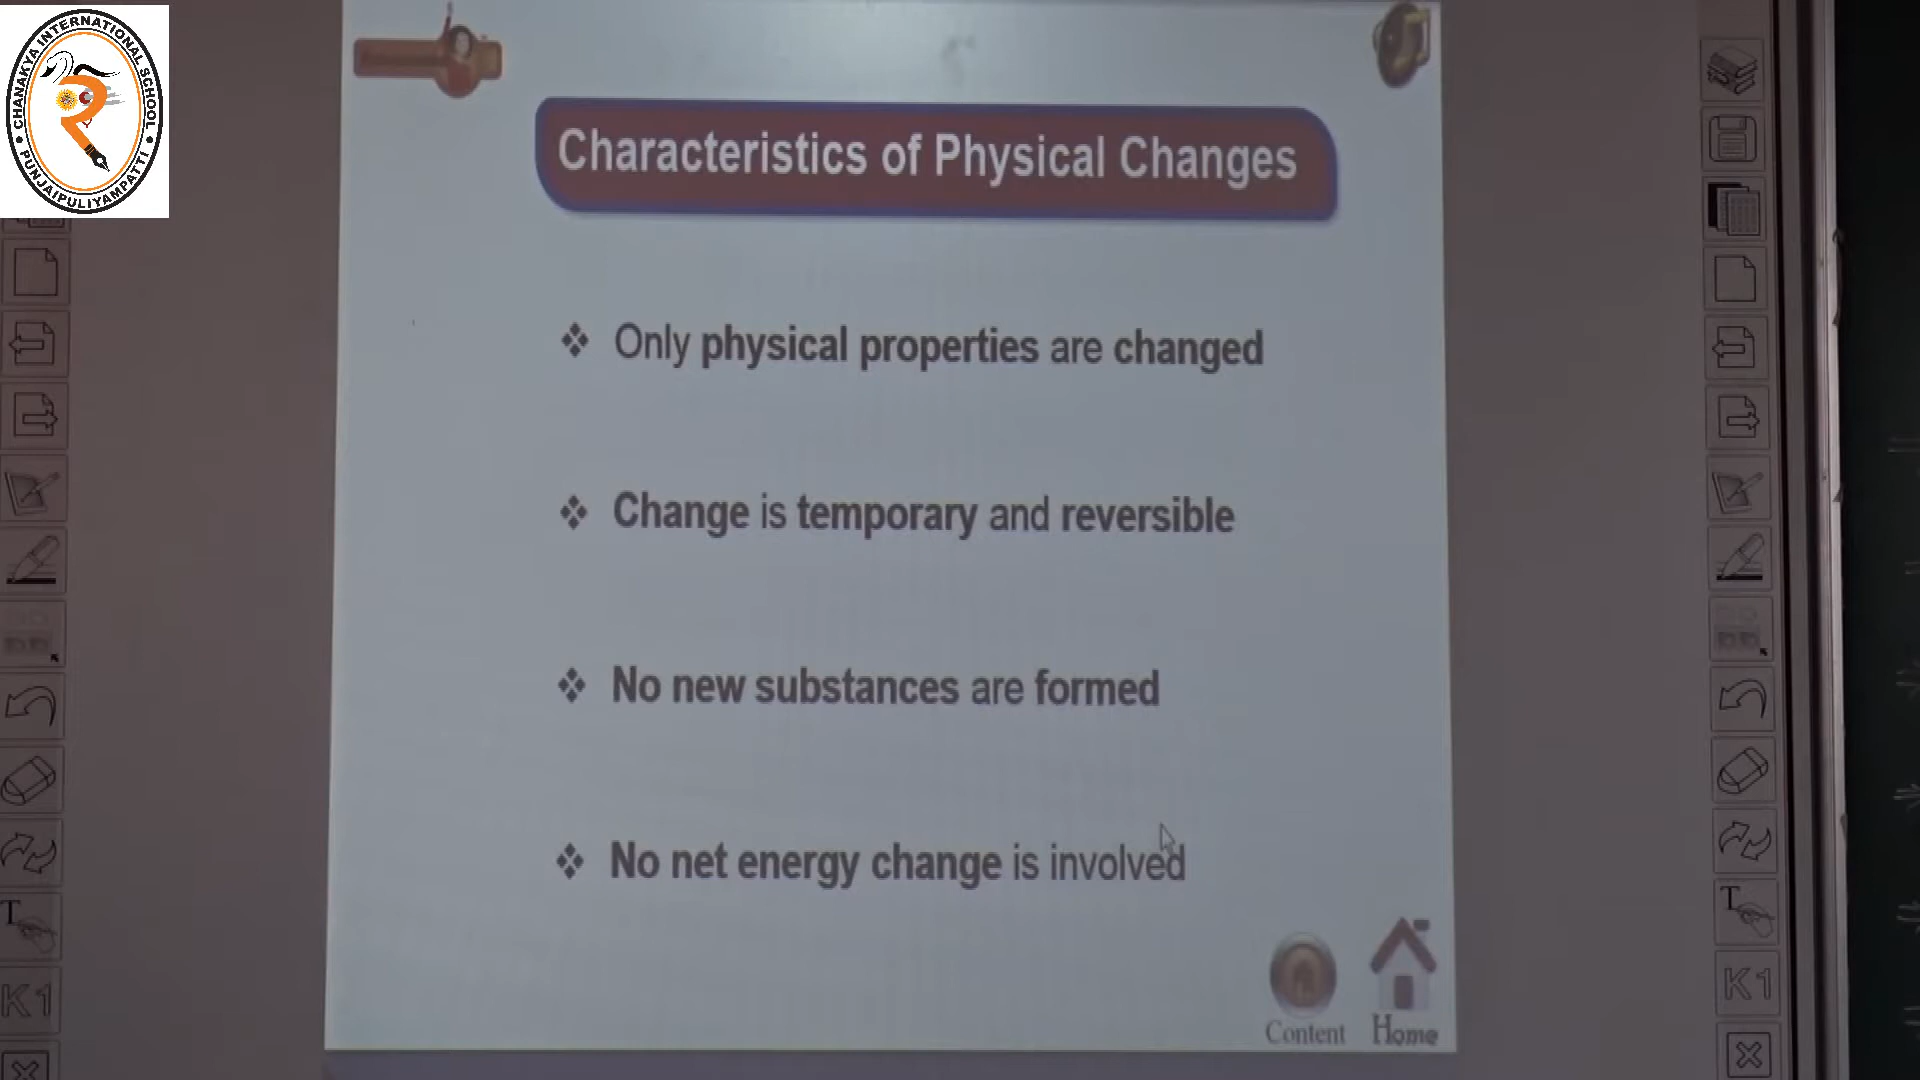 CHANAKYA INTERNATIONAL SCHOOL
PUNJAIPULIYAMPATTI
Characteristics of Physical Changes
Only physical properties are changed
Change is temporary and reversible
No new substances are formed
No net energy change is involved
Content
Home
T
K1
T
K1